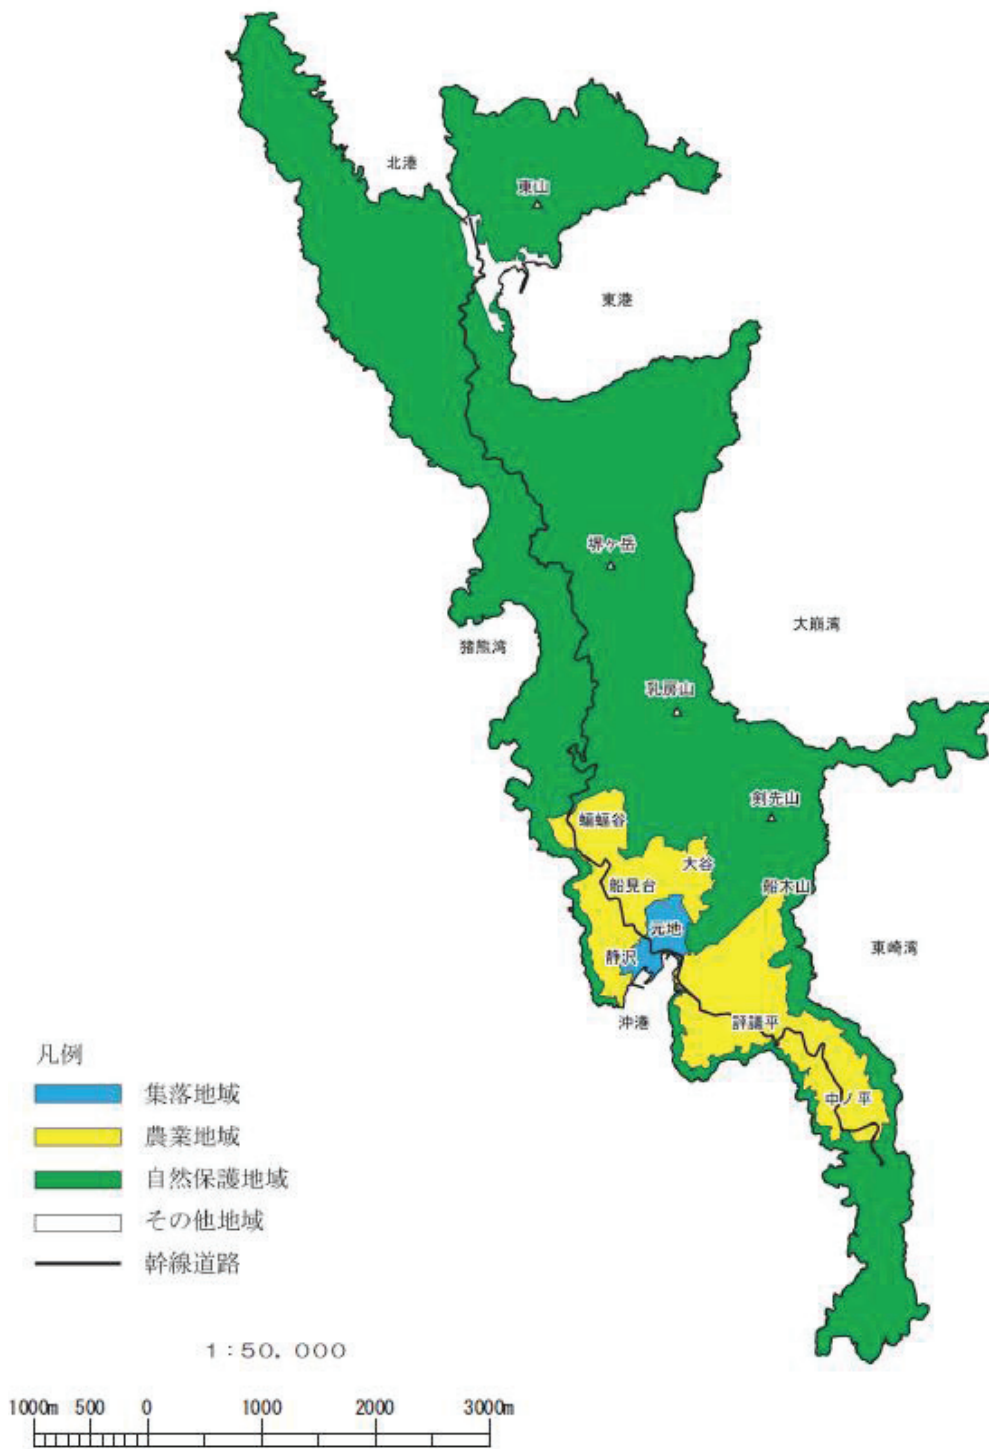 北港
東山
東港
堺ヶ岳
大崩湾
猪熊湾
乳房山
剣先山
蝙蝠谷
大谷
船見台
船木山
元地
静沢
東崎湾
沖港
評議平
中ノ平
凡例
集落地域
農業地域
自然保護地域
その他地域
幹線道路
1:50,000
1000m 500 0 1000 2000 3000m